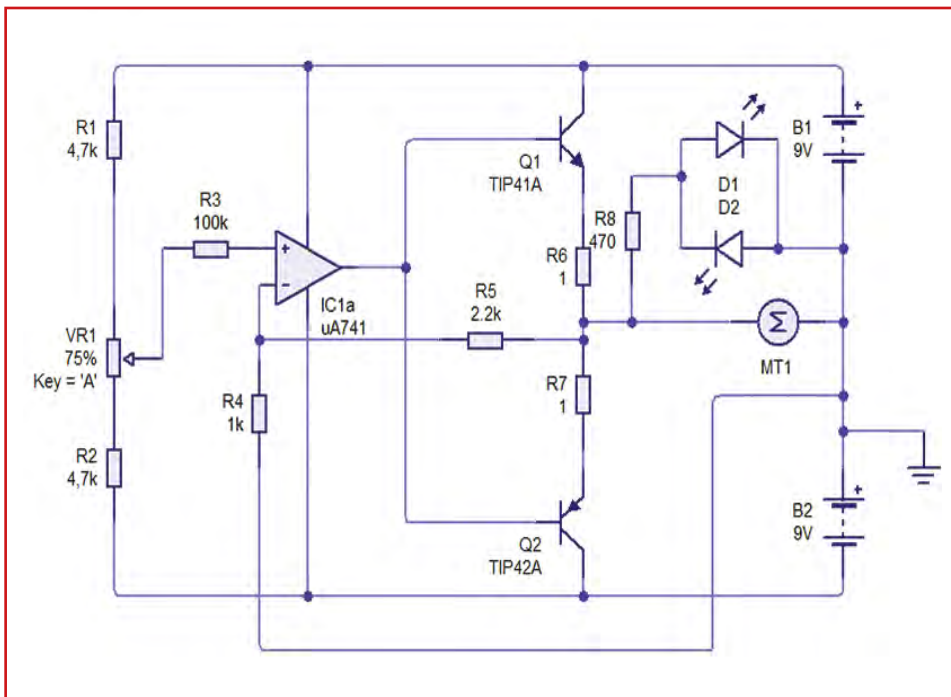 R1
4,7k
R3
100k
VR1
75%
Key = 'A'
R2
4,7k
R4
1k
+
−
IC1a
uA741
R5
2.2k
Q1
TIP41A
R6
1
R8
470
D1
D2
R7
1
Q2
TIP42A
Σ
MT1
+
B1
9V
+
B2
9V